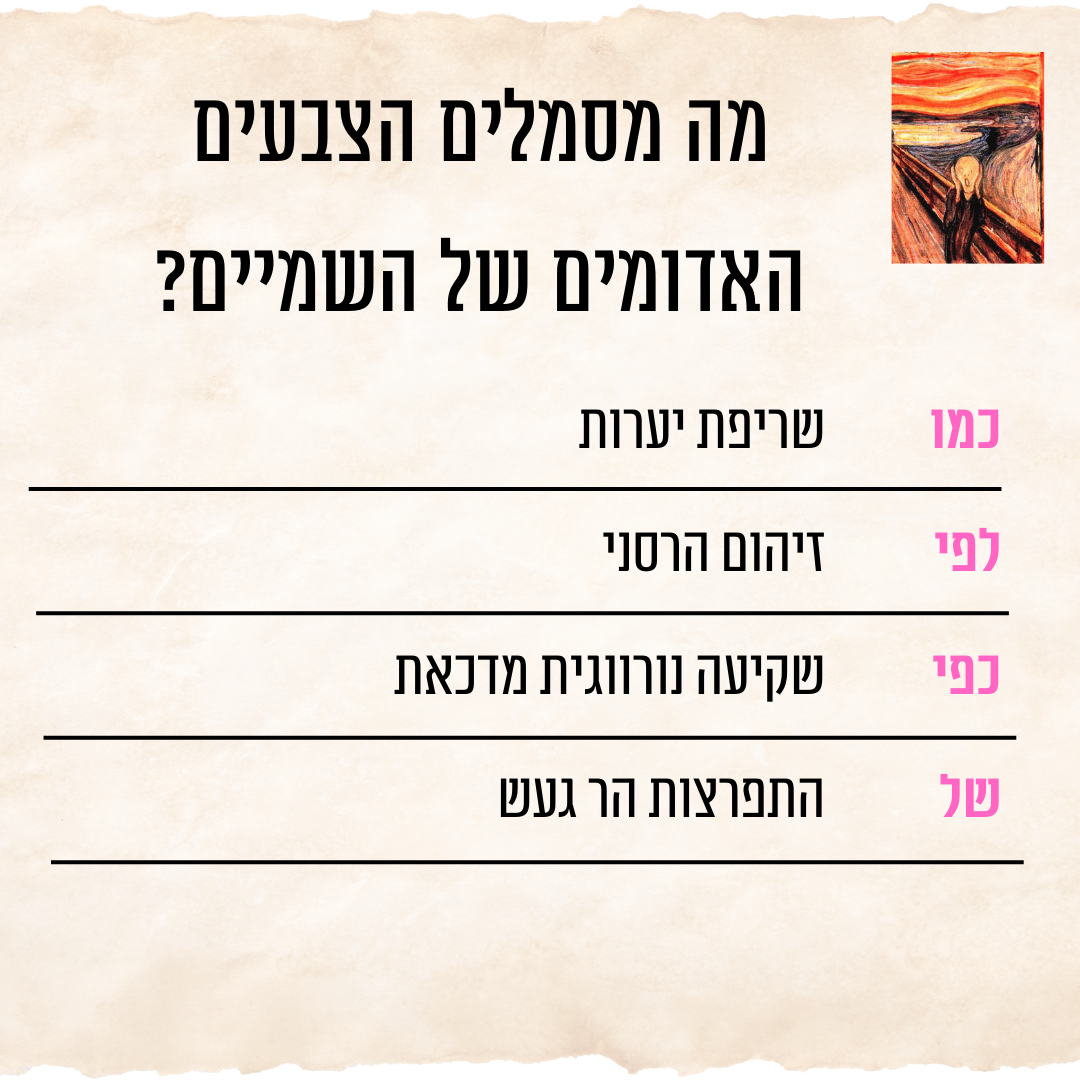 מה מסמלים הצבעים
האדומים של השמיים?
כמו שריפת יערות
לפי זיהום הרסני
כפי שקיעה נורווגית מדכאת
של התפרצות הר געש